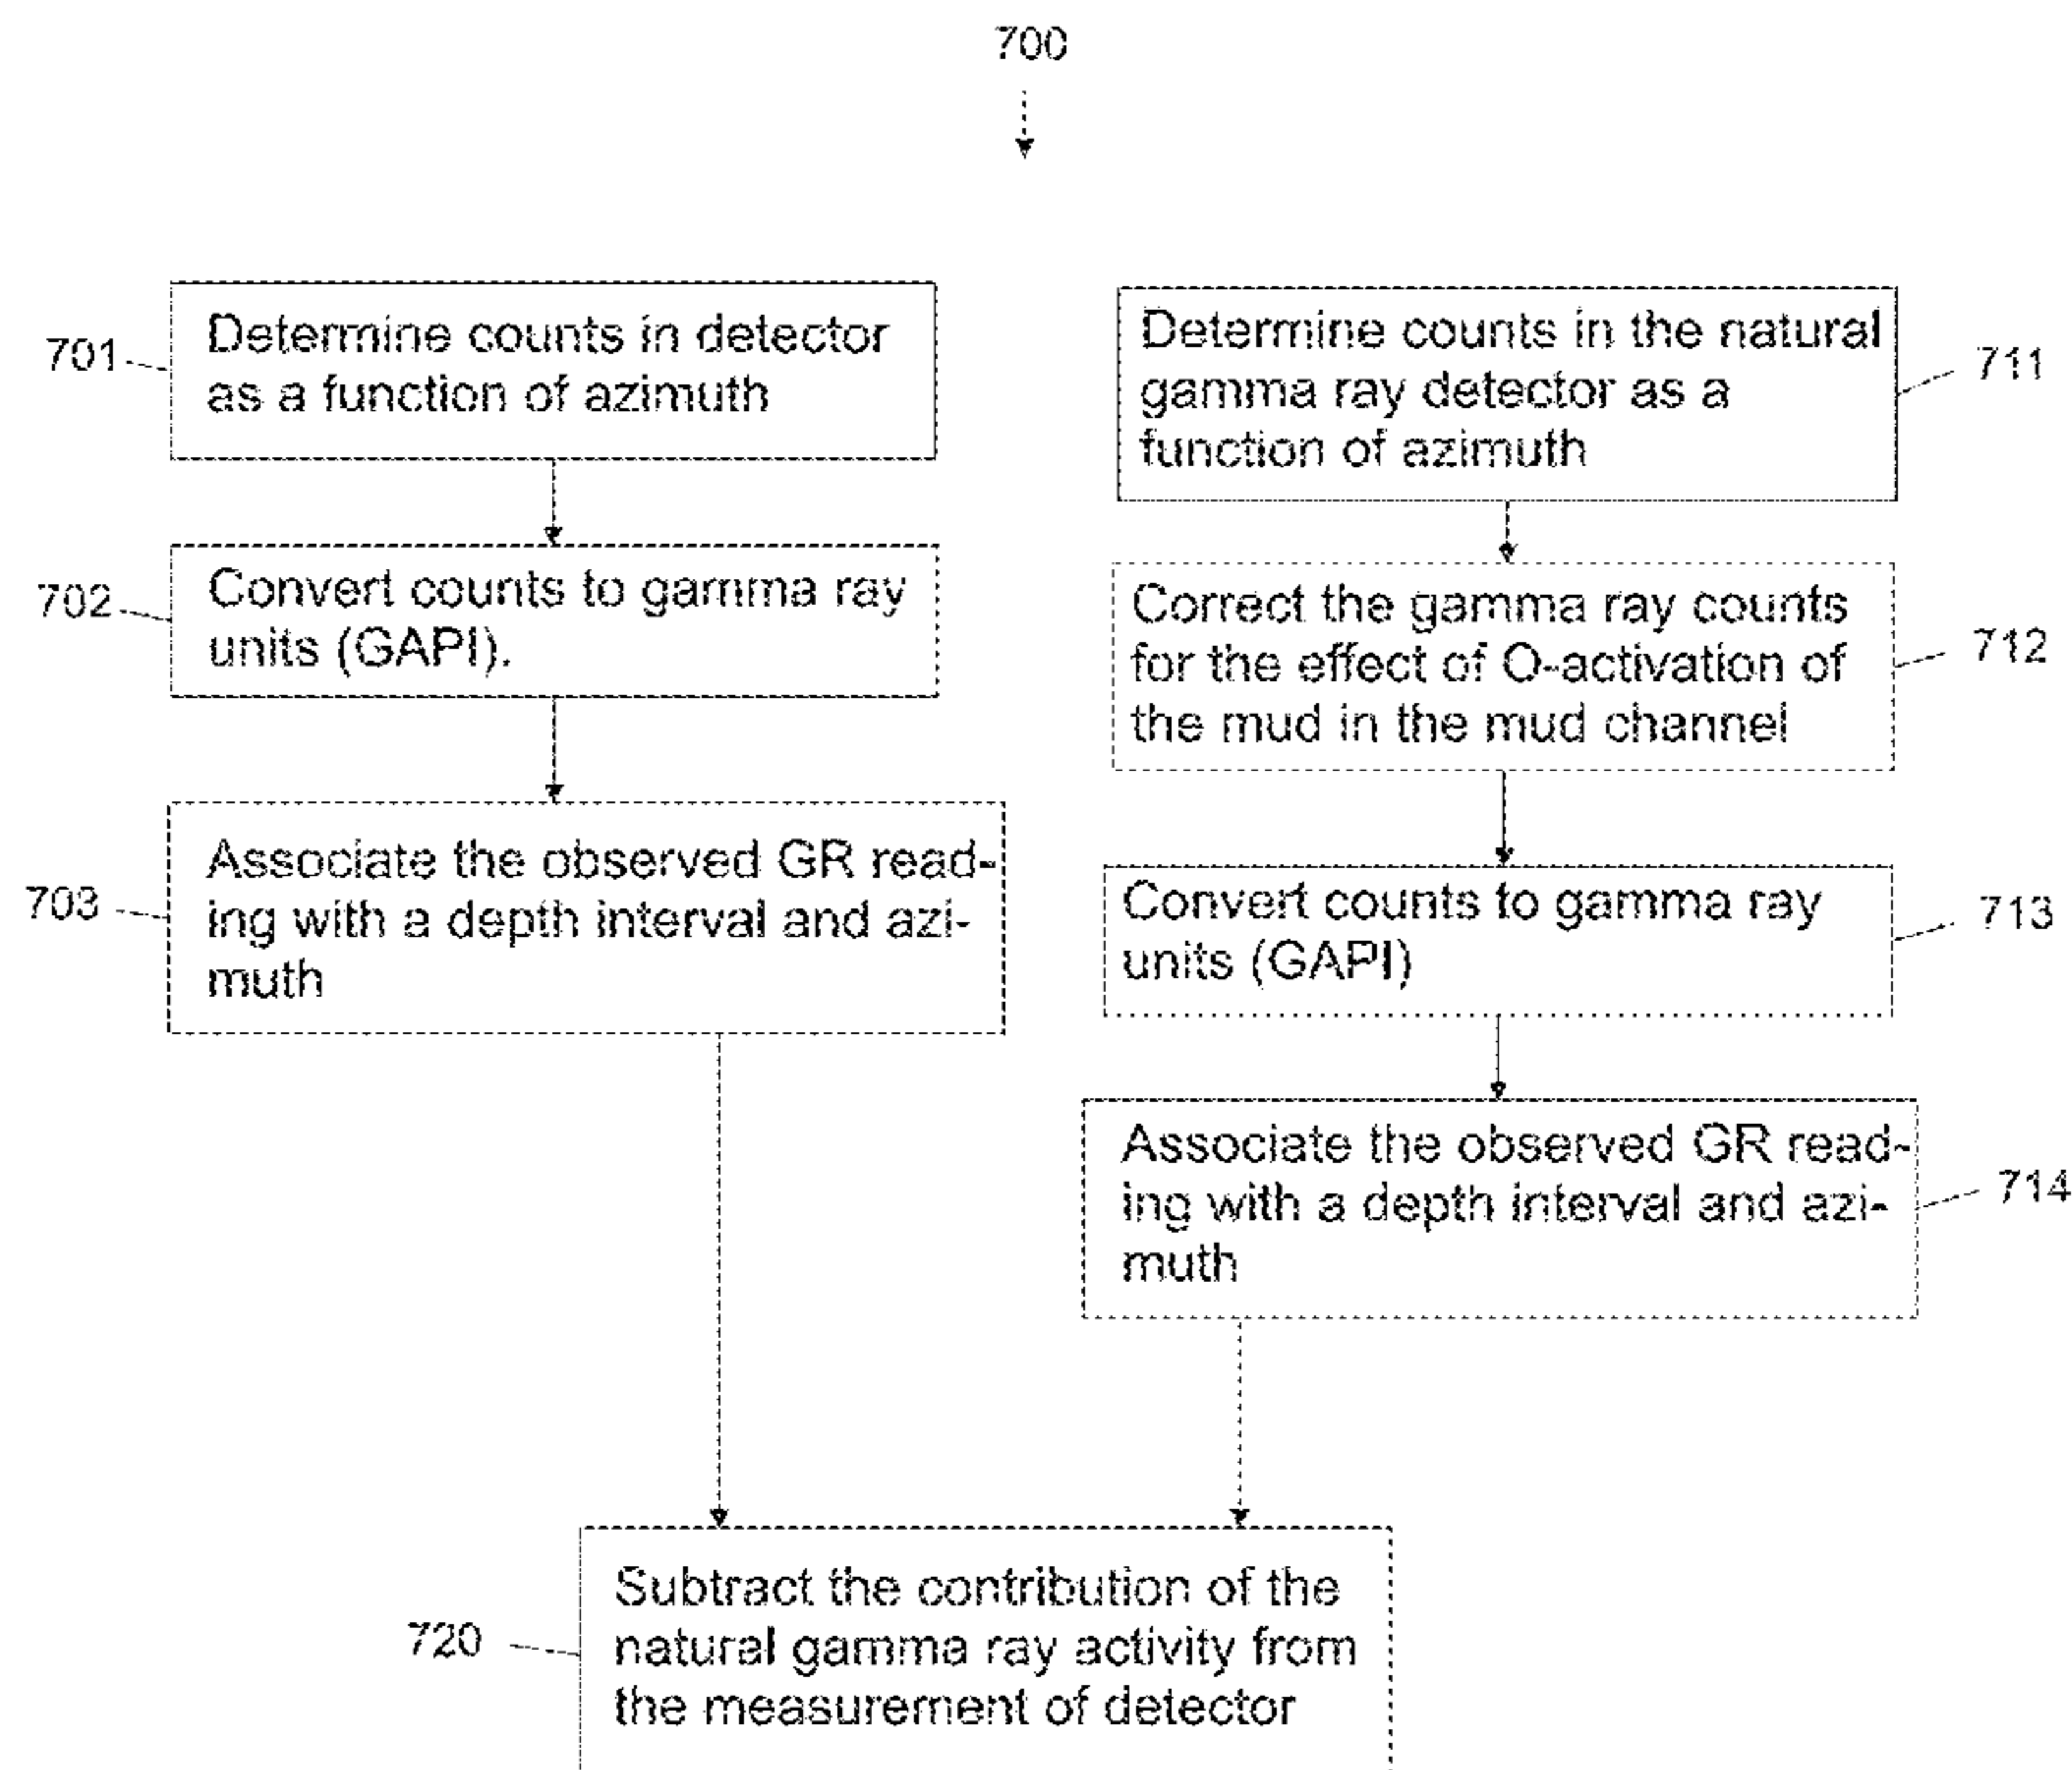 700
701
Determine counts in detector
as a function of azimuth
702
Convert counts to gamma ray
units (GAPI).
703
Associate the observed GR read-
ing with a depth interval and azi-
muth
Determine counts in the natural
gamma ray detector as a
function of azimuth
711
Correct the gamma ray counts
for the effect of O-activation of
the mud in the mud channel
712
Convert counts to gamma ray
units (GAPI)
713
Associate the observed GR read-
ing with a depth interval and azi-
muth
714
720
Subtract the contribution of the
natural gamma ray activity from
the measurement of detector